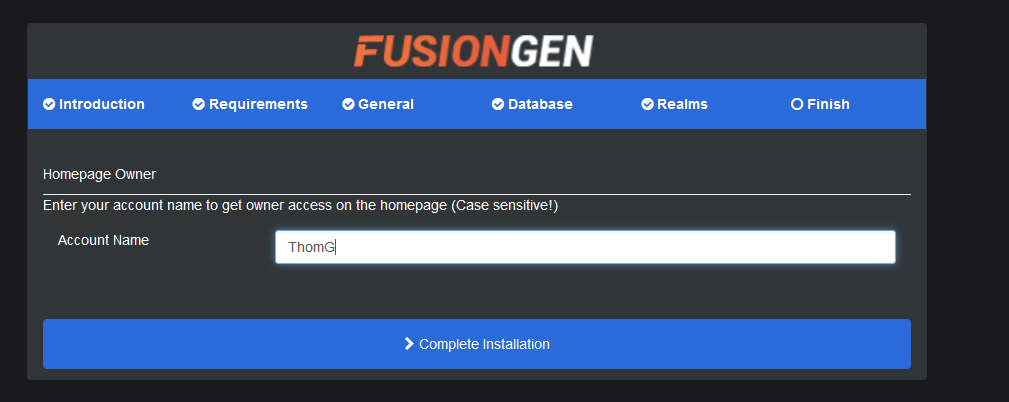 FUSIONGEN
Introduction Requirements General Database Realms Finish
Homepage Owner
Enter your account name to get owner access on the homepage (Case sensitive!)
Account Name ThomG
Complete Installation